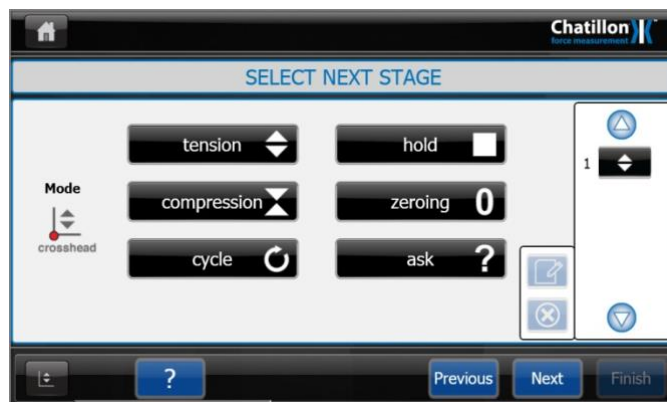 Chatillon
force measurement
SELECT NEXT STAGE
tension
hold
1
Mode
compression
zeroing 0
crosshead
cycle
ask ?
?
Previous
Next
Finish